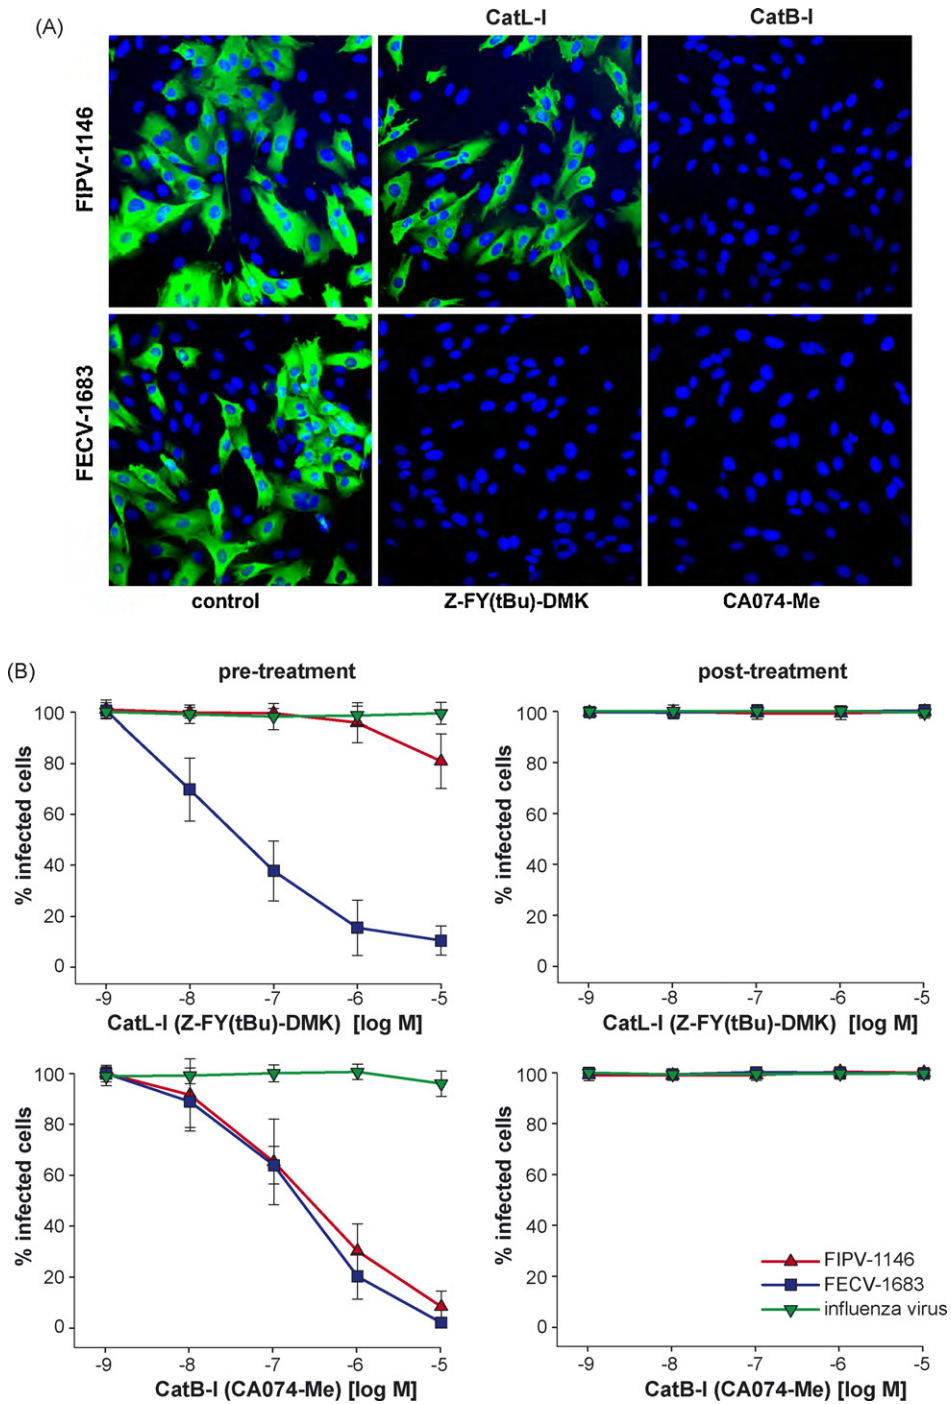 (A)
CatL-I
CatB-I
FIPV-1146
FECV-1683
control
Z-FY(tBu)-DMK
CA074-Me
(B)
pre-treatment
post-treatment
% infected cells
100
80
60
40
20
0
-9
-8
-7
-6
-5
CatL-I (Z-FY(tBu)-DMK) [log M]
% infected cells
100
80
60
40
20
0
-9
-8
-7
-6
-5
CatL-I (Z-FY(tBu)-DMK) [log M]
% infected cells
100
80
60
40
20
0
-9
-8
-7
-6
-5
CatB-I (CA074-Me) [log M]
% infected cells
100
80
60
40
20
0
FIPV-1146
FECV-1683
influenza virus
-9
-8
-7
-6
-5
CatB-I (CA074-Me) [log M]